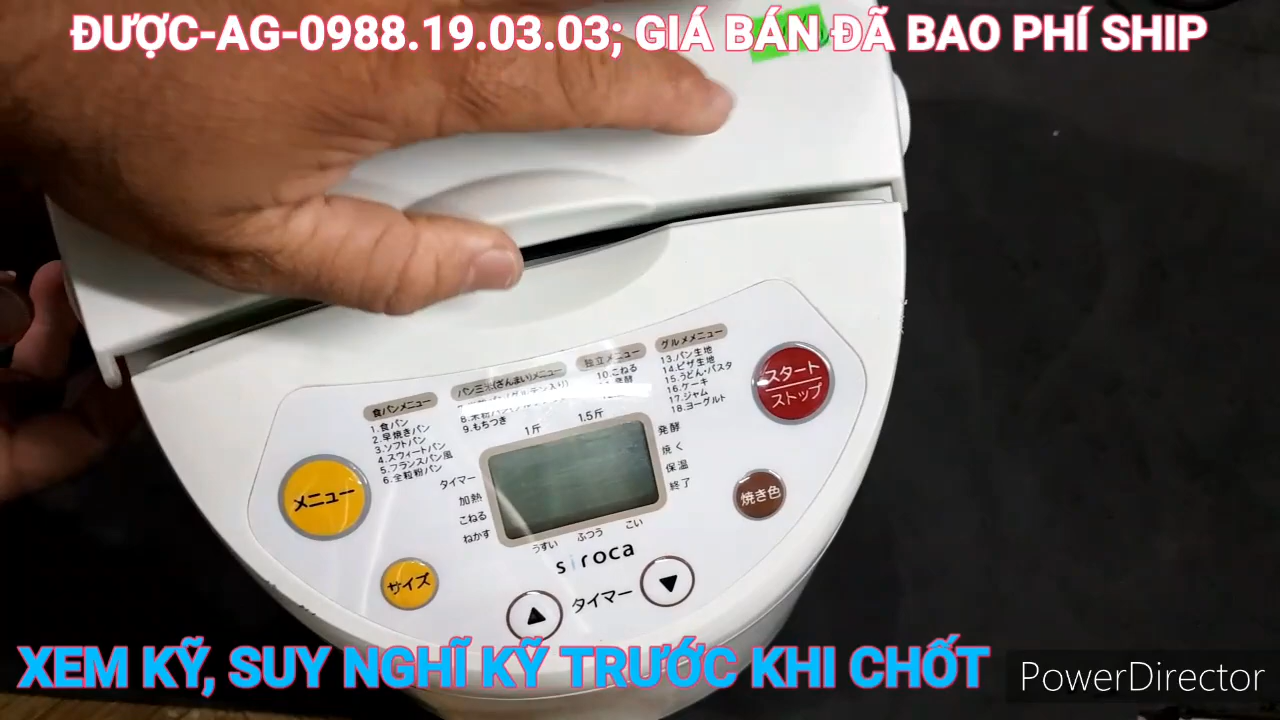 ĐƯỢC-AG-0988.19.03.03; GIÁ BÁN ĐÃ BAO PHÍ SHIP
食パンメニュー
1.食パン
2.早焼きパン
3.ソフトパン
4.スウィートパン
5.フランスパン風
6.全粒粉パン
(ざんまい)メニュー
9.もちつき
独立メニュー
10.こねる
グルメメニュー
13.パン生地
14.ピザ生地
15.うどん・パスタ
16.ケーキ
17.ジャム
18.ヨーグルト
スタート
ストップ
1斤
1.5斤
タイマー
加熱
こねる
ねかす
発酵
焼く
保温
終了
うすい
ふつう
こい
メニュー
サイズ
焼き色
siroca
▲ タイマー ▼
XEM KỸ, SUY NGHĨ KỸ TRƯỚC KHI CHỐT
PowerDirector